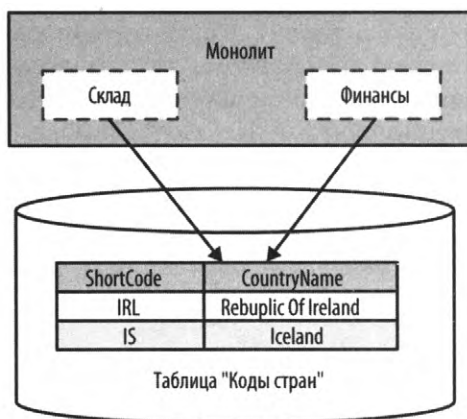 Монолит
Склад
Финансы
ShortCode CountryName
IRL Rebuplic Of Ireland
IS Iceland
Таблица "Коды стран"